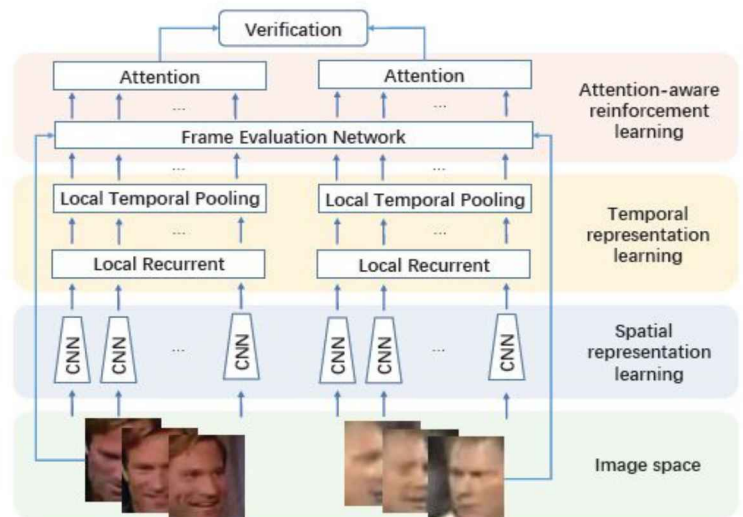 Verification
Attention
Attention
Attention-aware
reinforcement
learning
...
...
Frame Evaluation Network
...
...
Local Temporal Pooling
Local Temporal Pooling
Temporal
representation
learning
...
...
Local Recurrent
Local Recurrent
CNN
CNN
...
CNN
CNN
CNN
...
CNN
Spatial
representation
learning
Image space